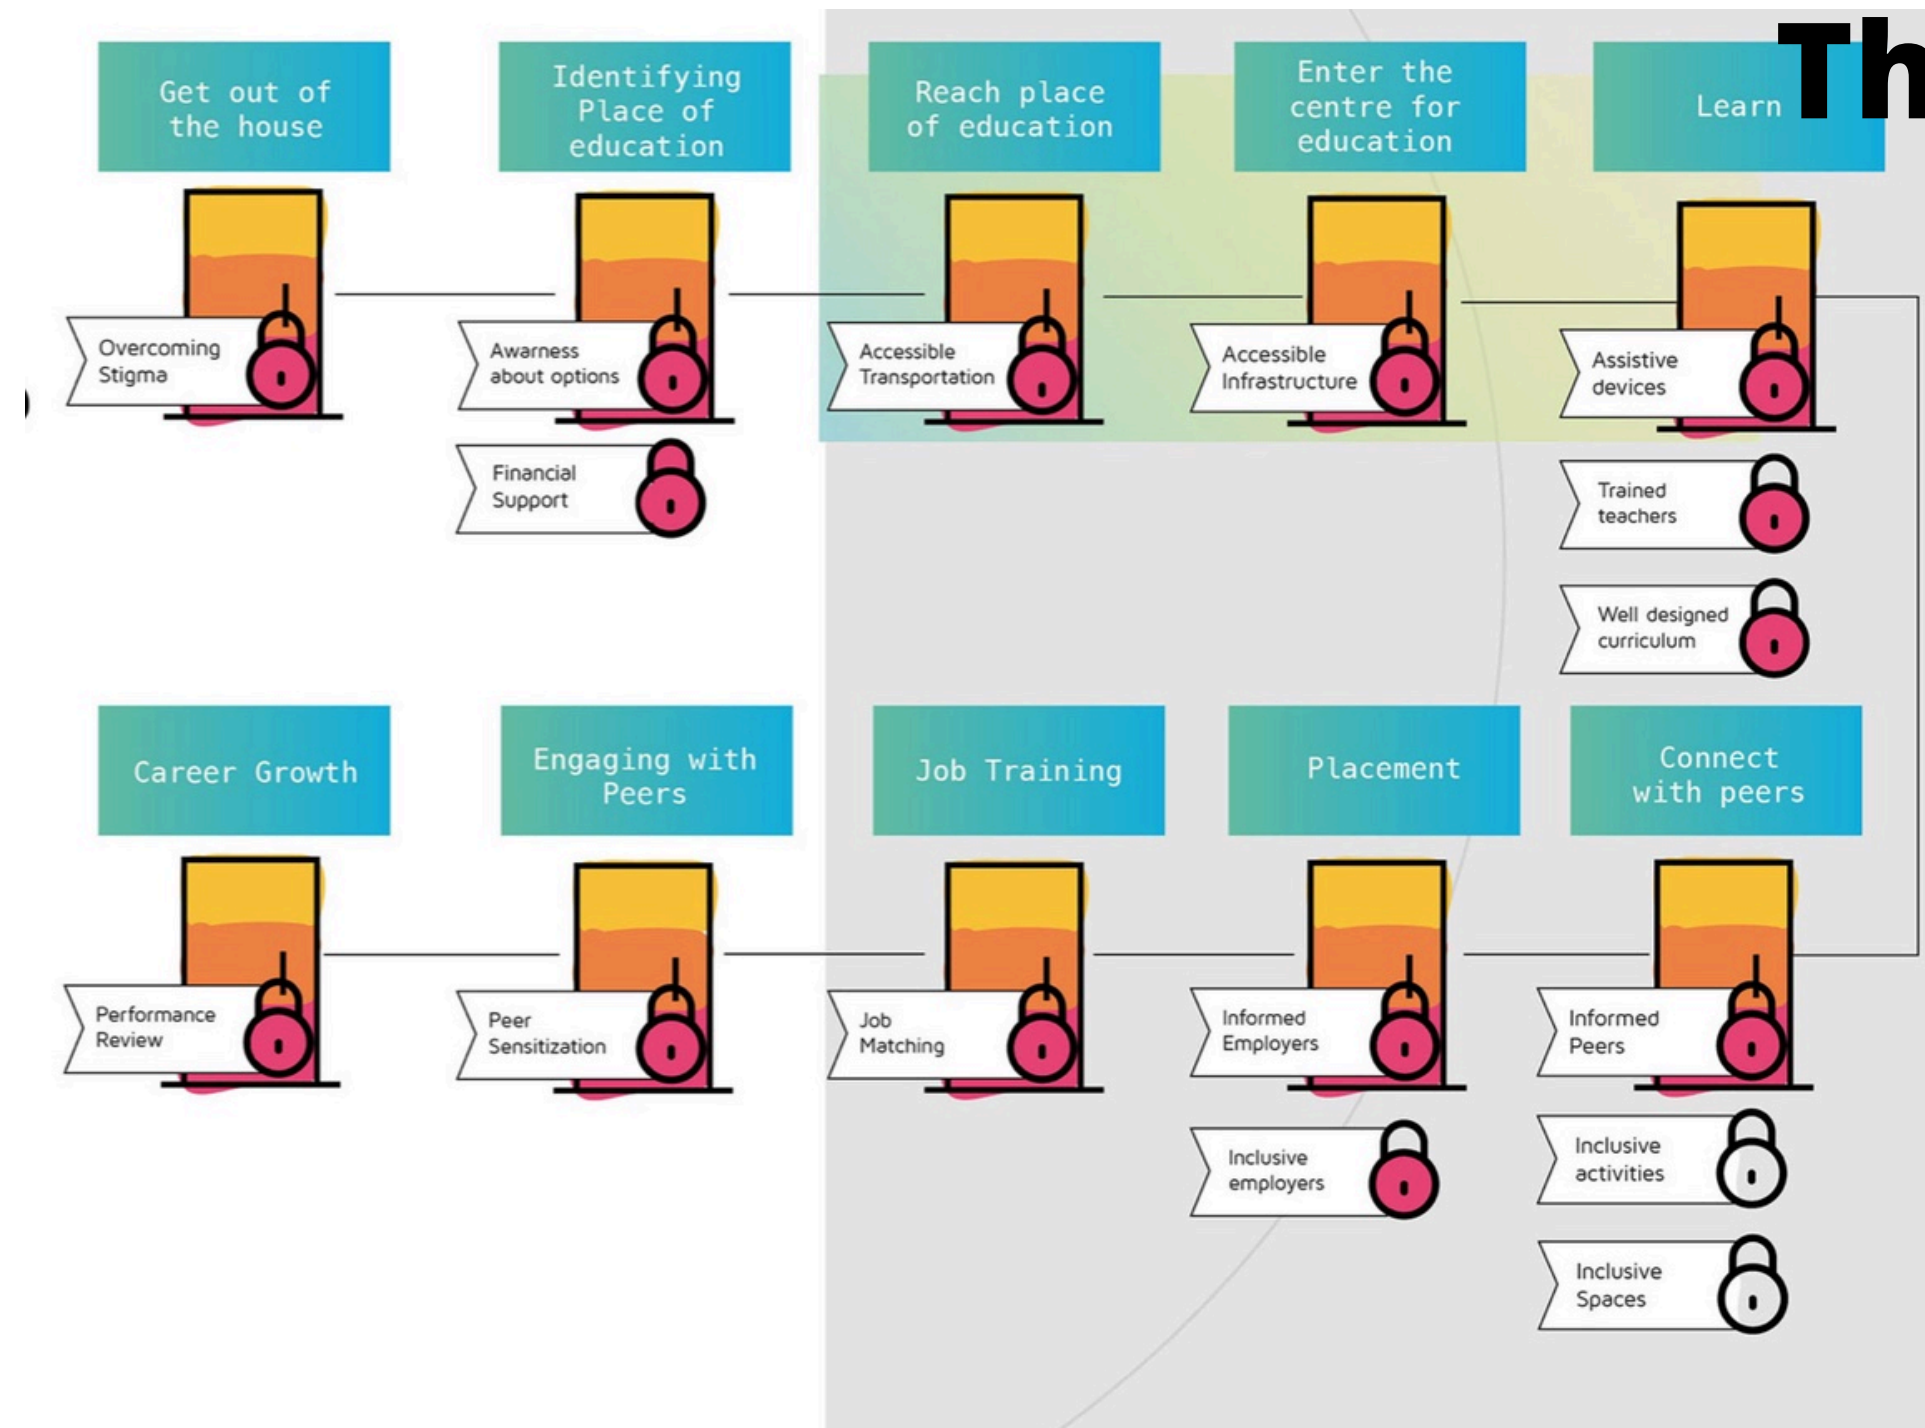 Th
Get out of
the house
Identifying
Place of
education
Reach place
of education
Enter the
centre for
education
Learn
Overcoming
Stigma
Awarness
about options
Financial
Support
Accessible
Transportation
Accessible
Infrastructure
Assistive
devices
Trained
teachers
Well designed
curriculum
Career Growth
Engaging with
Peers
Job Training
Placement
Connect
with peers
Performance
Review
Peer
Sensitization
Job
Matching
Informed
Employers
Inclusive
employers
Informed
Peers
Inclusive
activities
Inclusive
Spaces